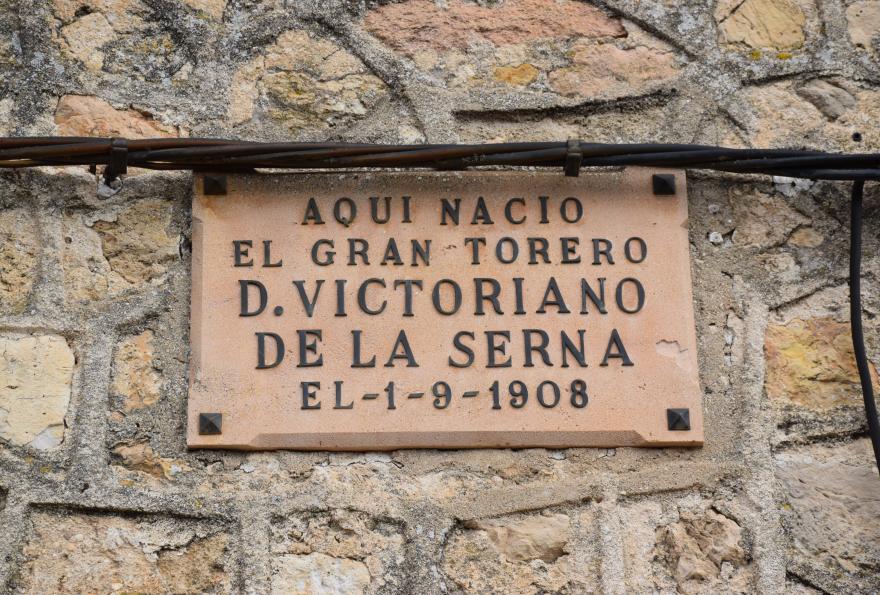 AQUI NACIO
EL GRAN TORERO
D. VICTORIANO
DE LA SERNA
EL-1-9-1908